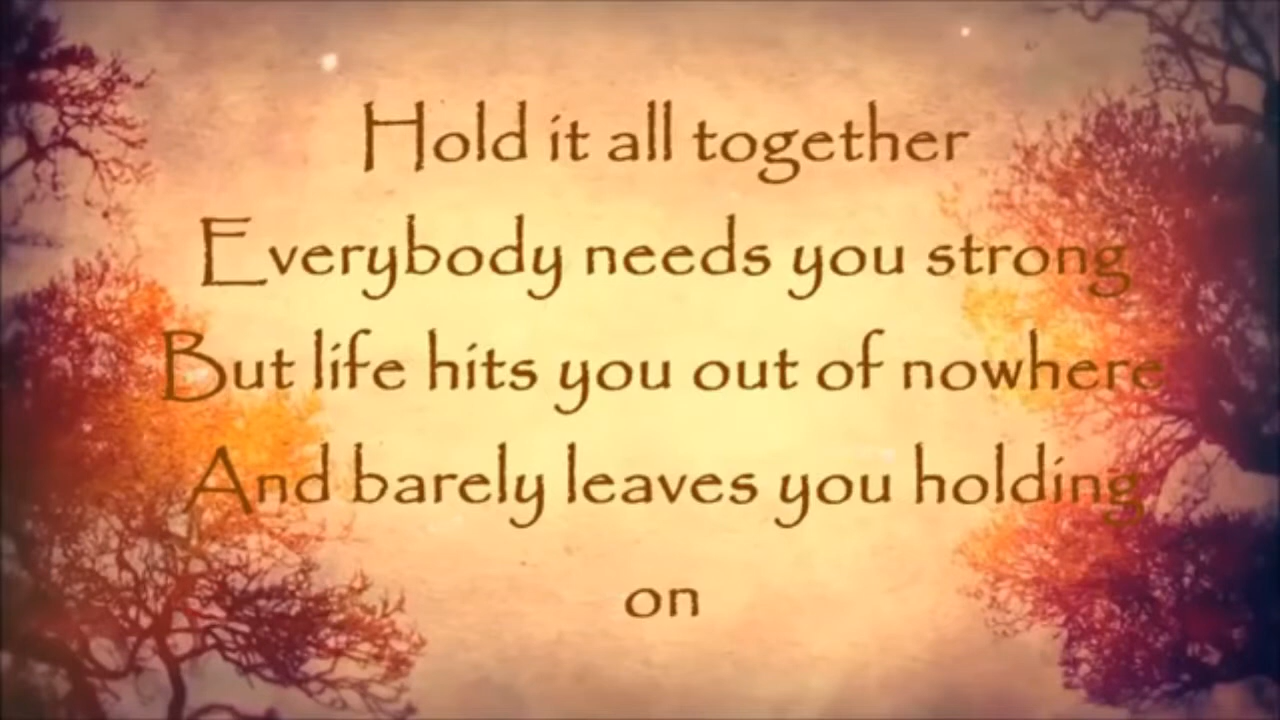 Hold it all together
Everybody needs you strong
But life hits you out of nowhere
And barely leaves you holding
on